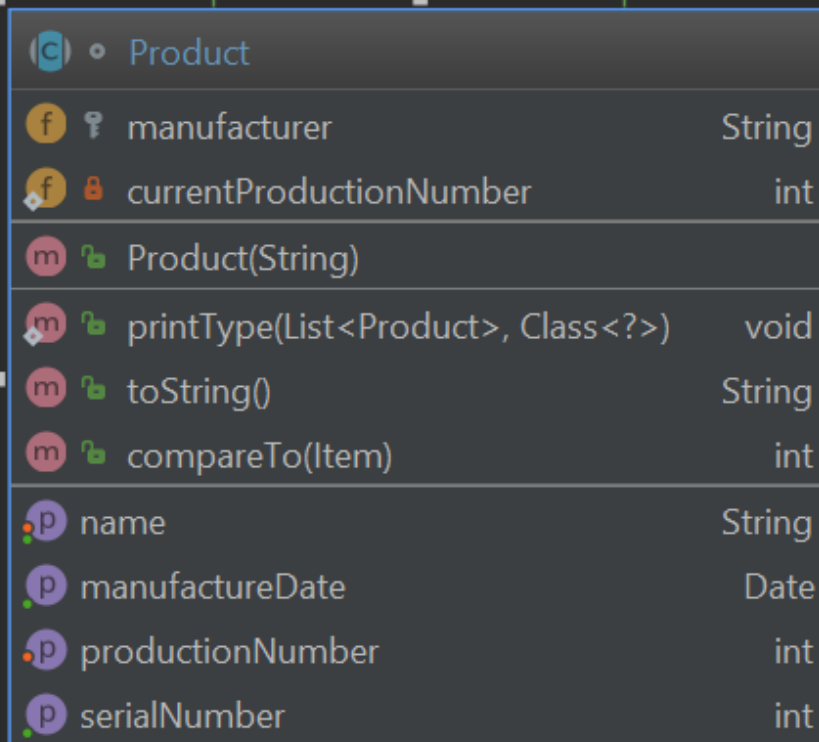 Product
manufacturer String
currentProductionNumber int
Product(String)
printType(List<Product>, Class<?>) void
toString() String
compareTo(Item) int
name String
manufactureDate Date
productionNumber int
serialNumber int